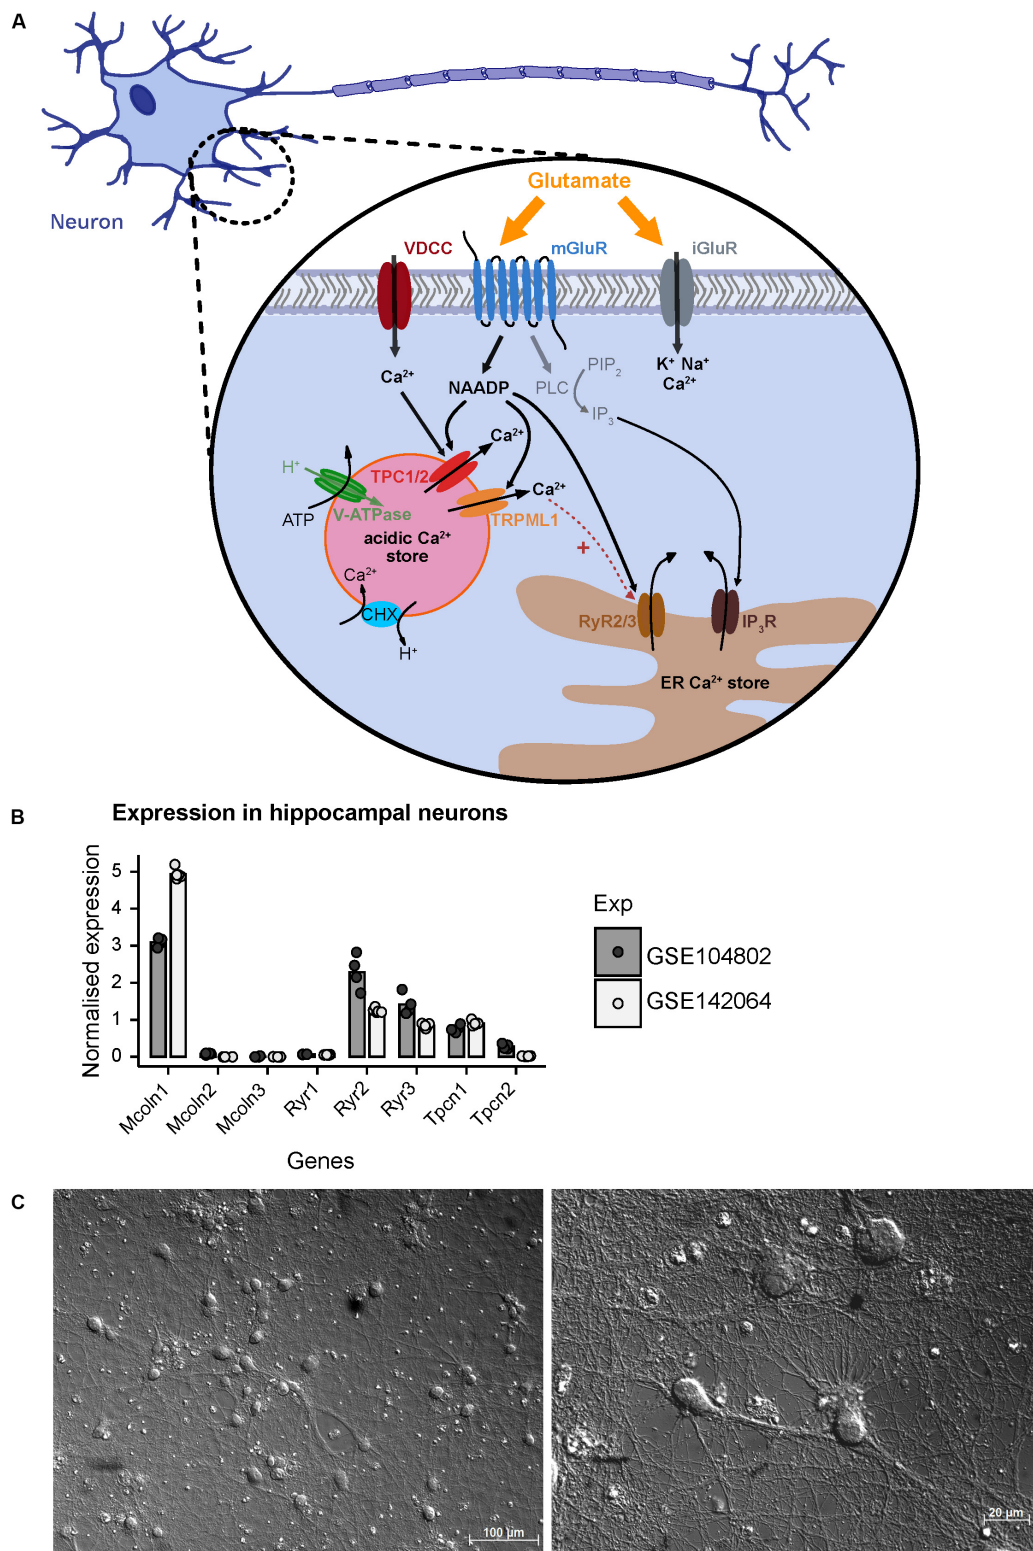 A
Neuron
Glutamate
VDCC
mGluR
iGluR
Ca²⁺
NAADP
PLC
PIP₂
IP₃
K⁺ Na⁺
Ca²⁺
Ca²⁺
H⁺
TPC1/2
Ca²⁺
ATP
V-ATPase
TRPML1
acidic Ca²⁺
store
+
Ca²⁺
CHX
H⁺
RyR2/3
IP₃R
ER Ca²⁺ store
B
Expression in hippocampal neurons
Normalised expression
5
4
3
2
1
0
Mcoln1
Mcoln2
Mcoln3
Ryr1
Ryr2
Ryr3
Tpcn1
Tpcn2
Genes
Exp
GSE104802
GSE142064
C
100 µm
20 µm